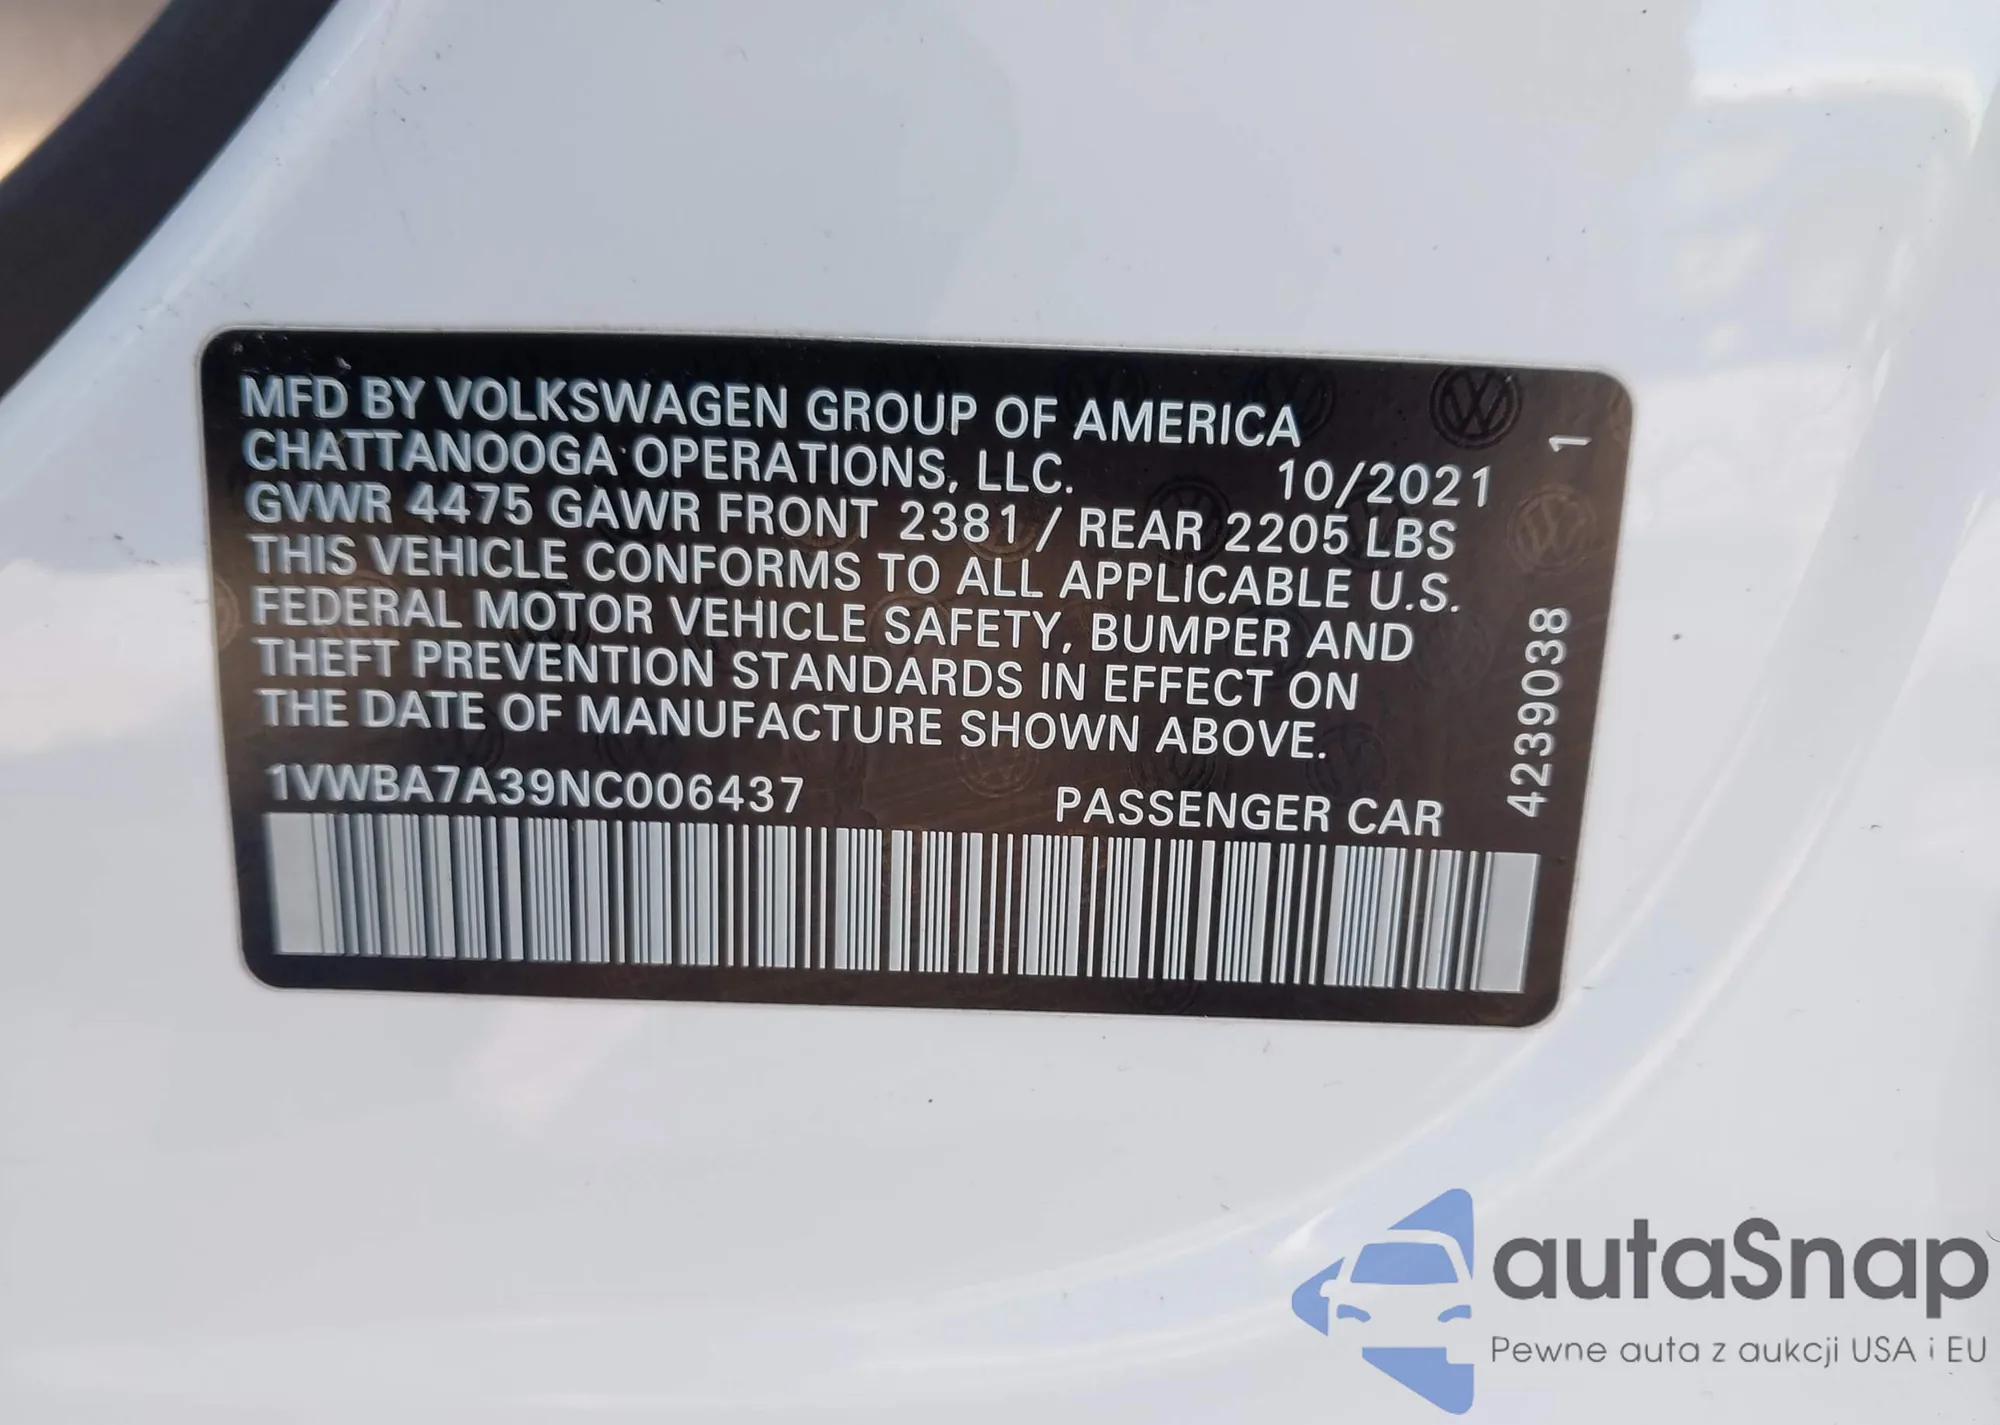 MFD BY VOLKSWAGEN GROUP OF AMERICA
CHATTANOOGA OPERATIONS, LLC. 10/2021
GVWR 4475 GAWR FRONT 2381 / REAR 2205 LBS
THIS VEHICLE CONFORMS TO ALL APPLICABLE U.S.
FEDERAL MOTOR VEHICLE SAFETY, BUMPER AND
THEFT PREVENTION STANDARDS IN EFFECT ON
THE DATE OF MANUFACTURE SHOWN ABOVE.
1VWBA7A39NC006437 PASSENGER CAR
4239038 1
autaSnap
Pewne auta z aukcji USA i EU